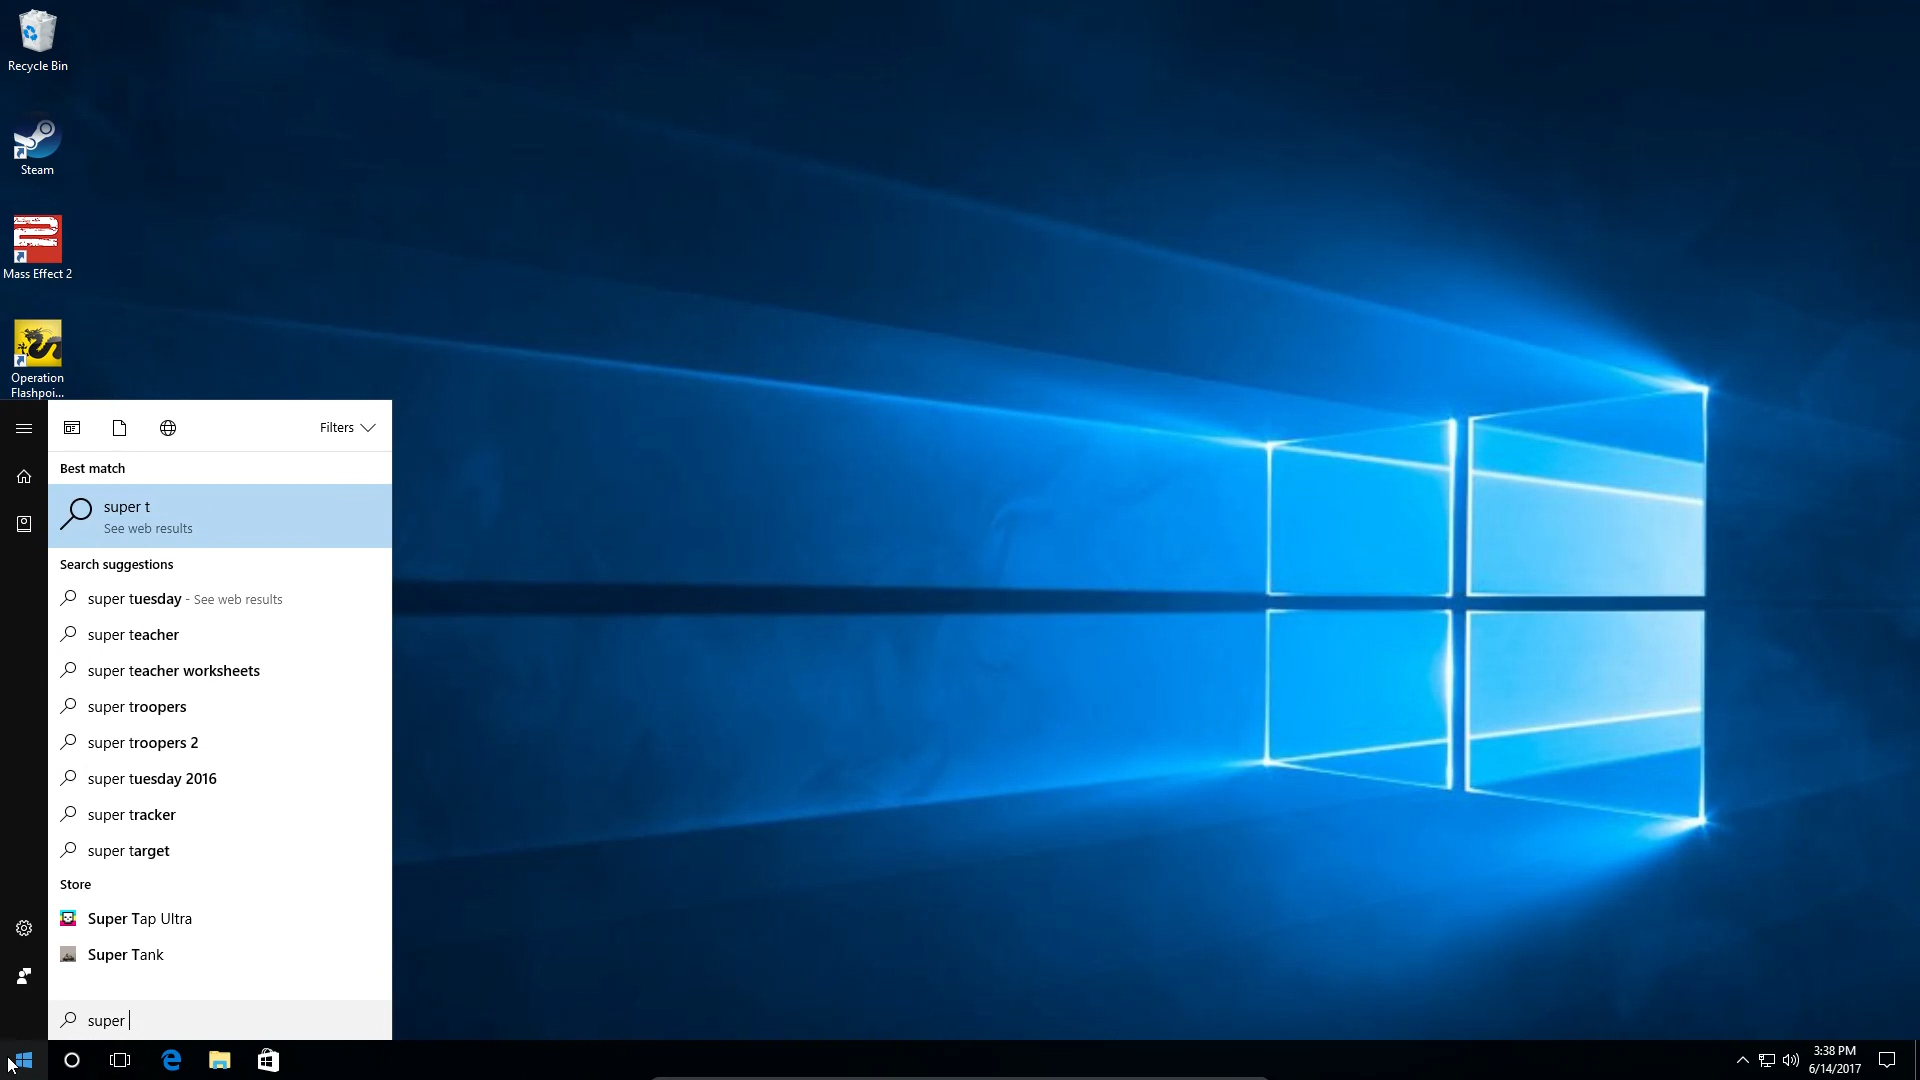 Recycle Bin
Steam
Mass Effect 2
Operation
Flashpoi...
Filters
Best match
super t
See web results
Search suggestions
super tuesday - See web results
super teacher
super teacher worksheets
super troopers
super troopers 2
super tuesday 2016
super tracker
super target
Store
Super Tap Ultra
Super Tank
super
3:38 PM
6/14/2017